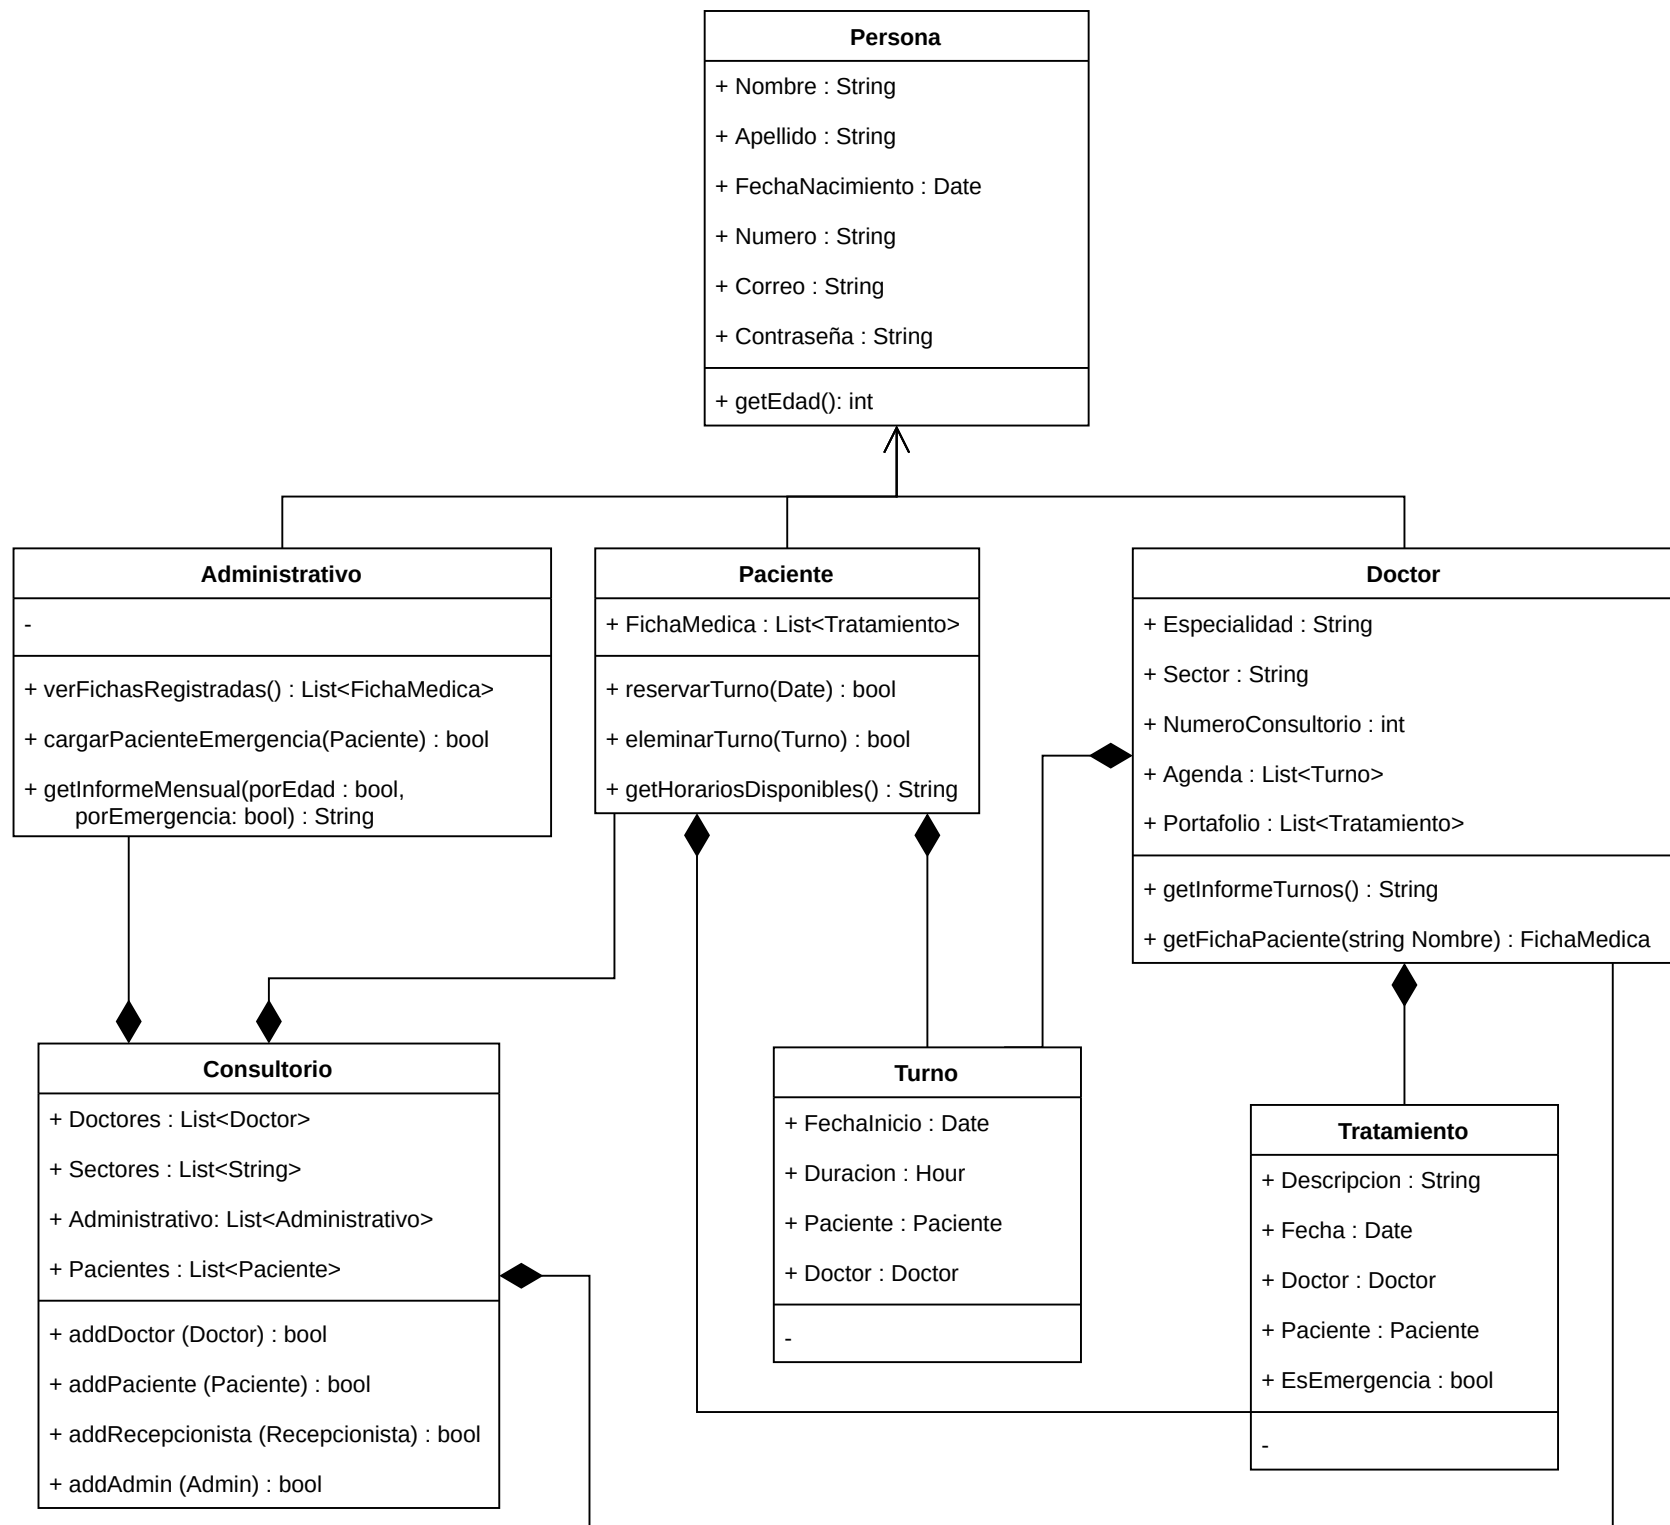 Persona
+ Nombre : String
+ Apellido : String
+ FechaNacimiento : Date
+ Numero : String
+ Correo : String
+ Contraseña : String
+ getEdad(): int
Administrativo
-
+ verFichasRegistradas() : List<FichaMedica>
+ cargarPacienteEmergencia(Paciente) : bool
+ getInformeMensual(porEdad : bool,
porEmergencia: bool) : String
Paciente
+ FichaMedica : List<Tratamiento>
+ reservarTurno(Date) : bool
+ eleminarTurno(Turno) : bool
+ getHorariosDisponibles() : String
Doctor
+ Especialidad : String
+ Sector : String
+ NumeroConsultorio : int
+ Agenda : List<Turno>
+ Portafolio : List<Tratamiento>
+ getInformeTurnos() : String
+ getFichaPaciente(string Nombre) : FichaMedica
Consultorio
+ Doctores : List<Doctor>
+ Sectores : List<String>
+ Administrativo: List<Administrativo>
+ Pacientes : List<Paciente>
+ addDoctor (Doctor) : bool
+ addPaciente (Paciente) : bool
+ addRecepcionista (Recepcionista) : bool
+ addAdmin (Admin) : bool
Turno
+ FechaInicio : Date
+ Duracion : Hour
+ Paciente : Paciente
+ Doctor : Doctor
-
Tratamiento
+ Descripcion : String
+ Fecha : Date
+ Doctor : Doctor
+ Paciente : Paciente
+ EsEmergencia : bool
-